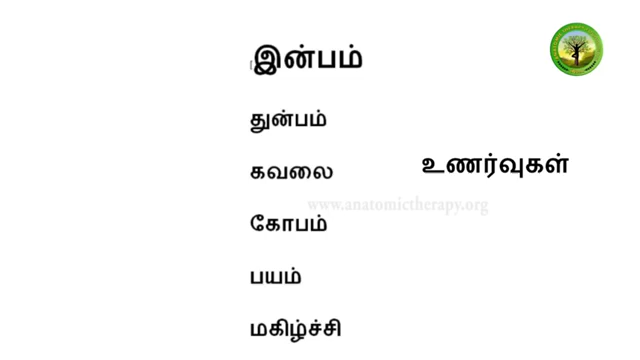 இன்பம்
துன்பம்
கவலை
உணர்வுகள்
www.anatomictherapy.org
கோபம்
பயம்
மகிழ்ச்சி